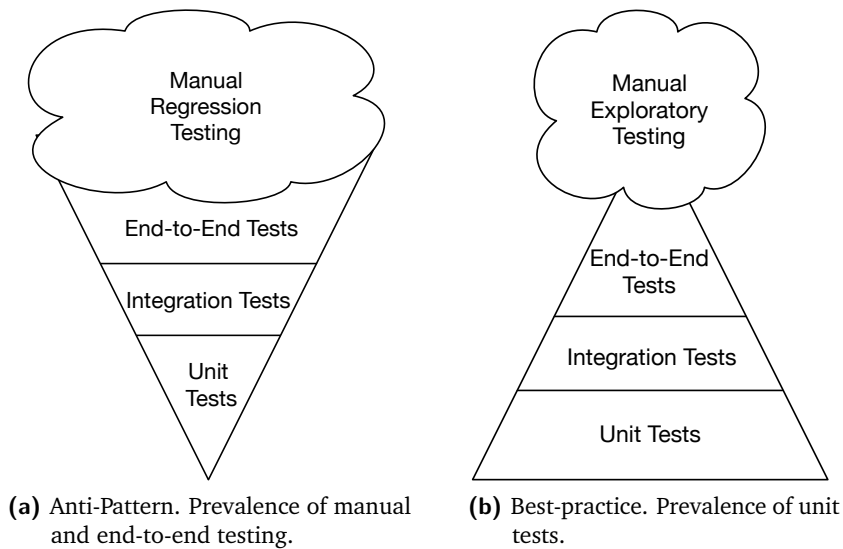 Manual
Regression
Testing
End-to-End Tests
Integration Tests
Unit
Tests
(a) Anti-Pattern. Prevalence of manual
and end-to-end testing.
Manual
Exploratory
Testing
End-to-End
Tests
Integration Tests
Unit Tests
(b) Best-practice. Prevalence of unit
tests.